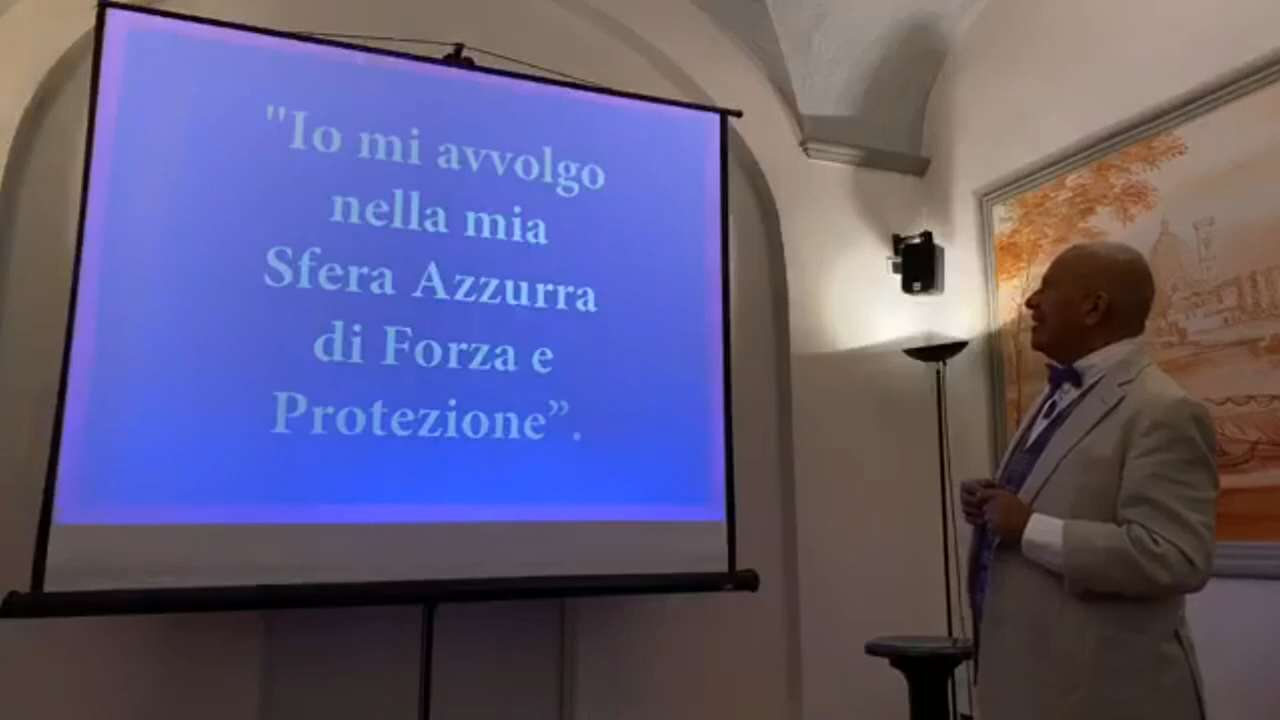 "Io mi avvolgo
nella mia
Sfera Azzurra
di Forza e
Protezione”.